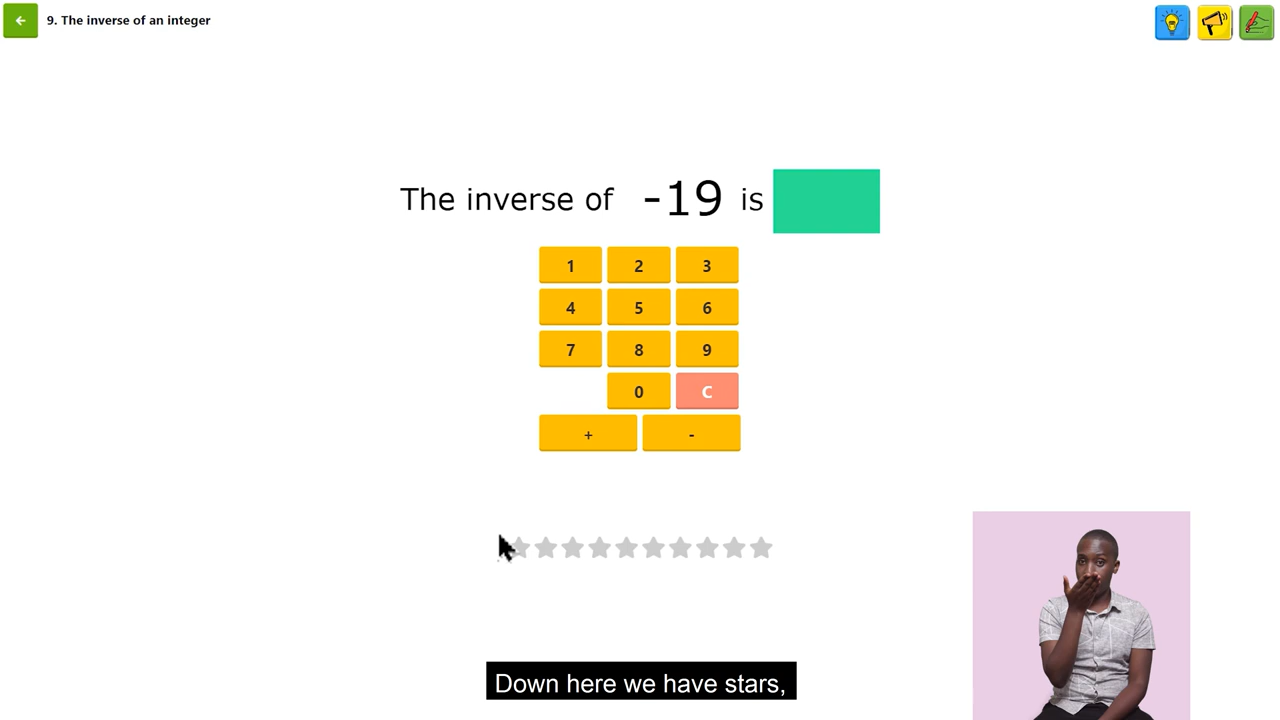 9. The inverse of an integer
The inverse of -19 is
1 2 3
4 5 6
7 8 9
0 C
+ -
Down here we have stars,